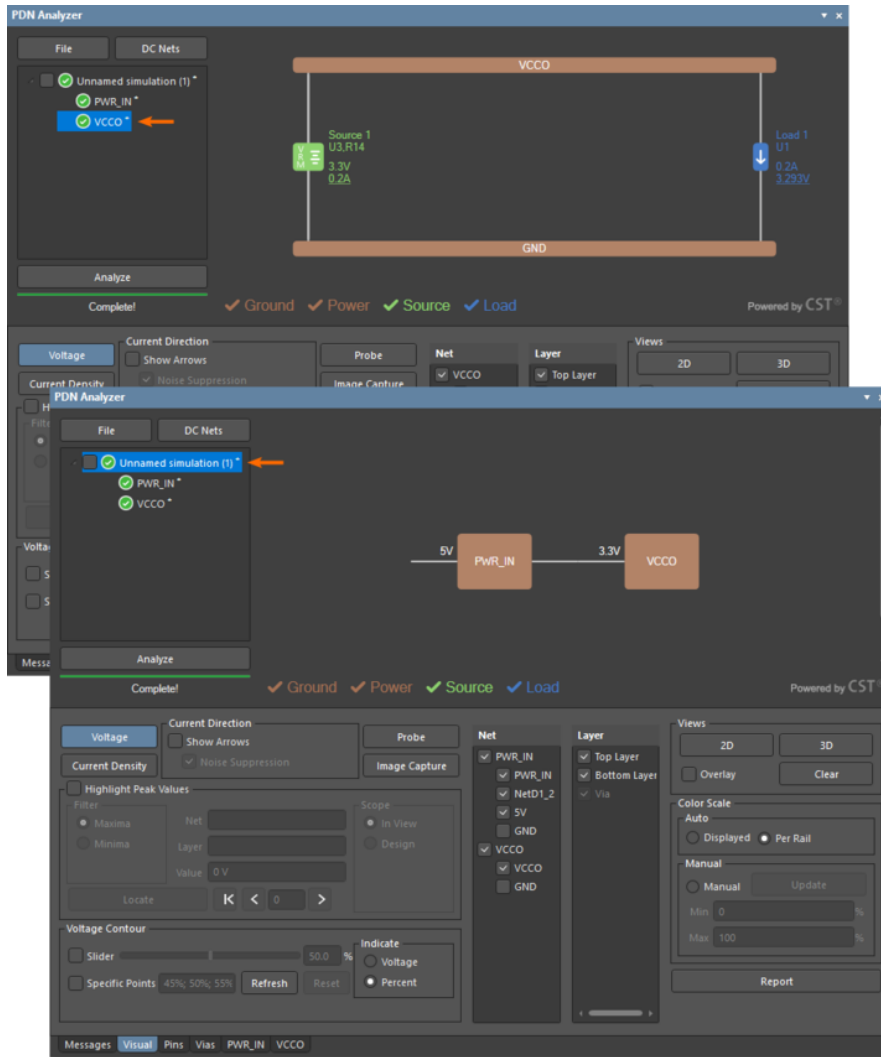 PDN Analyzer
File DC Nets
Unnamed simulation (1) *
PWR_IN *
VCCO *
Analyze
Complete!
VCCO
VRM
Source 1
U3,R14
3.3V
0.2A
Load 1
U1
0.2A
3.293V
GND
Ground Power Source Load
Powered by CST®
Voltage
Current Density
Current Direction
Show Arrows
Noise Suppression
Probe
Image Capture
Net
VCCO
Layer
Top Layer
Views
2D 3D
PDN Analyzer
File DC Nets
Unnamed simulation (1) *
PWR_IN *
VCCO *
Analyze
Complete!
5V PWR_IN 3.3V VCCO
Ground Power Source Load
Powered by CST®
Voltage
Current Density
Current Direction
Show Arrows
Noise Suppression
Probe
Image Capture
Highlight Peak Values
Filter
Maxima
Minima
Net
Layer
Value 0 V
Scope
In View
Design
Locate 0
Voltage Contour
Slider 50.0 %
Specific Points 45%; 50%; 55% Refresh Reset
Indicate
Voltage
Percent
Net
PWR_IN
PWR_IN
NetD1_2
5V
GND
VCCO
VCCO
GND
Layer
Top Layer
Bottom Layer
Via
Views
2D 3D
Overlay Clear
Color Scale
Auto
Displayed Per Rail
Manual
Manual Update
Min 0 %
Max 100 %
Report
Messages Visual Pins Vias PWR_IN VCCO